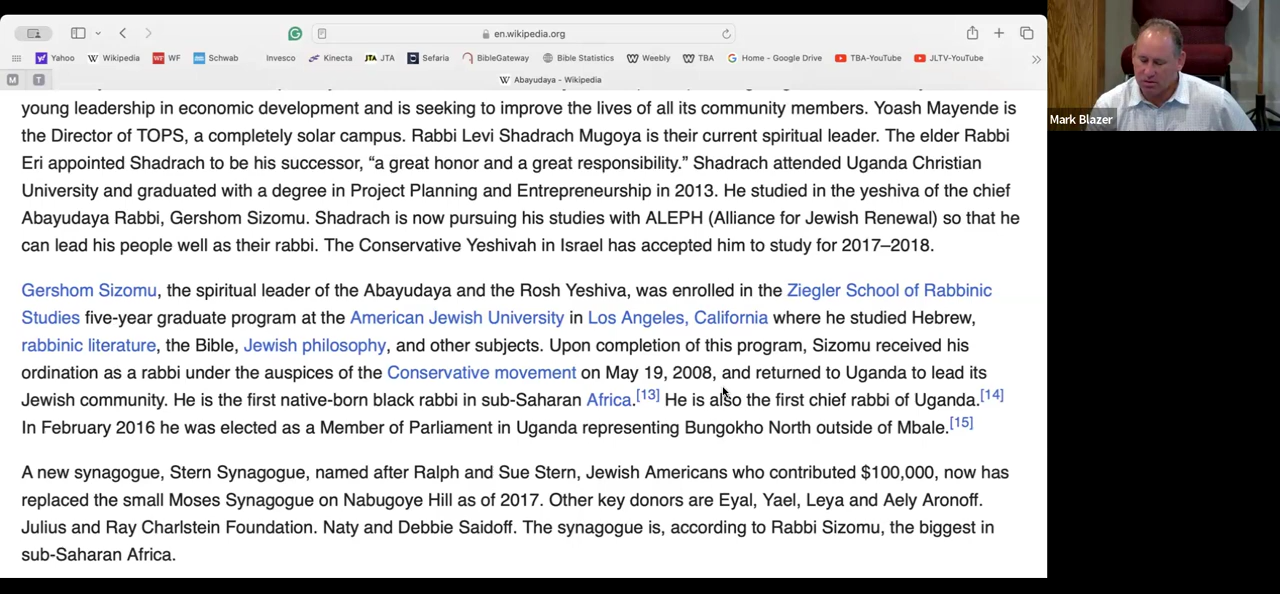 en.wikipedia.org
Yahoo Wikipedia WF Schwab Invesco Kinecta JTA Sefaria BibleGateway Bible Statistics Weebly TBA Home - Google Drive TBA-YouTube JLTV-YouTube
M T Abayudaya - Wikipedia
Mark Blazer
young leadership in economic development and is seeking to improve the lives of all its community members. Yoash Mayende is
the Director of TOPS, a completely solar campus. Rabbi Levi Shadrach Mugoya is their current spiritual leader. The elder Rabbi
Eri appointed Shadrach to be his successor, “a great honor and a great responsibility.” Shadrach attended Uganda Christian
University and graduated with a degree in Project Planning and Entrepreneurship in 2013. He studied in the yeshiva of the chief
Abayudaya Rabbi, Gershom Sizomu. Shadrach is now pursuing his studies with ALEPH (Alliance for Jewish Renewal) so that he
can lead his people well as their rabbi. The Conservative Yeshivah in Israel has accepted him to study for 2017–2018.
Gershom Sizomu, the spiritual leader of the Abayudaya and the Rosh Yeshiva, was enrolled in the Ziegler School of Rabbinic
Studies five-year graduate program at the American Jewish University in Los Angeles, California where he studied Hebrew,
rabbinic literature, the Bible, Jewish philosophy, and other subjects. Upon completion of this program, Sizomu received his
ordination as a rabbi under the auspices of the Conservative movement on May 19, 2008, and returned to Uganda to lead its
Jewish community. He is the first native-born black rabbi in sub-Saharan Africa.[13] He is also the first chief rabbi of Uganda.[14]
In February 2016 he was elected as a Member of Parliament in Uganda representing Bungokho North outside of Mbale.[15]
A new synagogue, Stern Synagogue, named after Ralph and Sue Stern, Jewish Americans who contributed $100,000, now has
replaced the small Moses Synagogue on Nabugoye Hill as of 2017. Other key donors are Eyal, Yael, Leya and Aely Aronoff.
Julius and Ray Charlstein Foundation. Naty and Debbie Saidoff. The synagogue is, according to Rabbi Sizomu, the biggest in
sub-Saharan Africa.